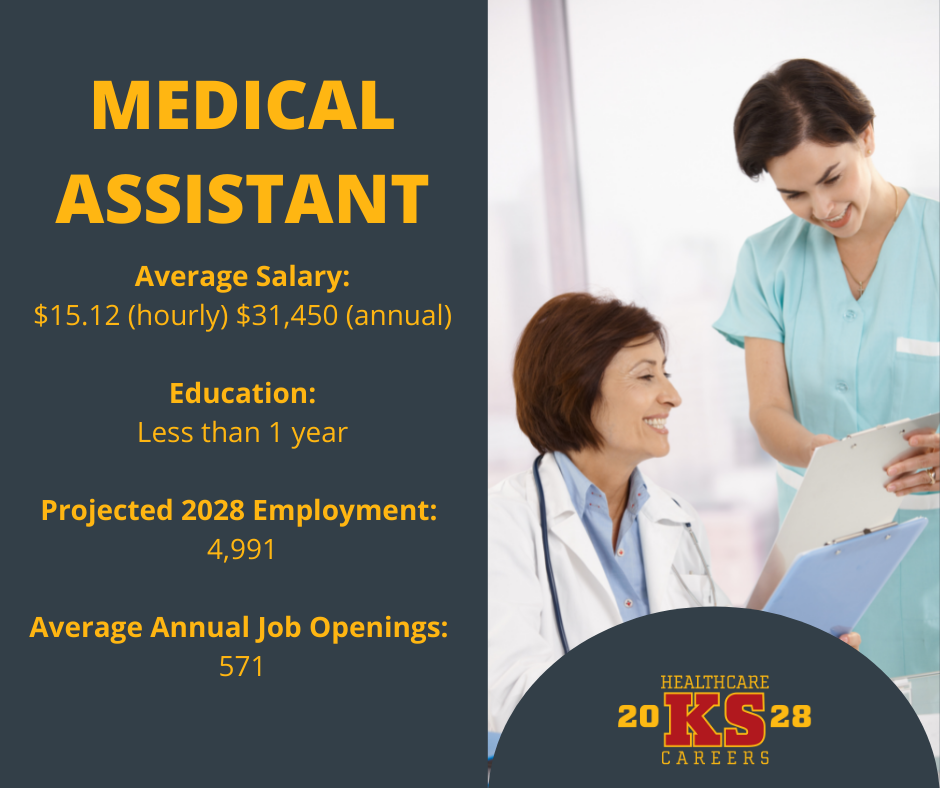 MEDICAL
ASSISTANT
Average Salary:
$15.12 (hourly) $31,450 (annual)
Education:
Less than 1 year
Projected 2028 Employment:
4,991
Average Annual Job Openings:
571
HEALTHCARE
20 KS 28
CAREERS